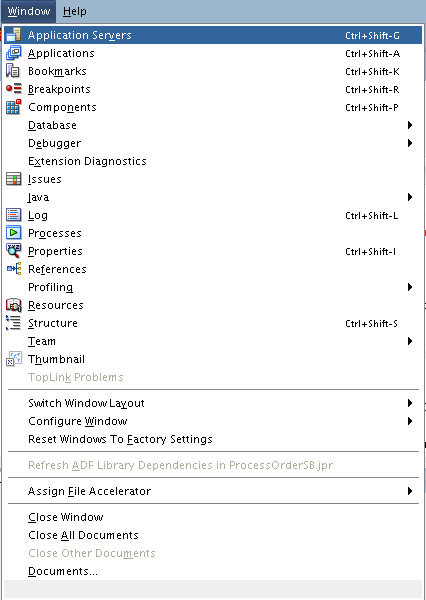 Window Help
Application Servers Ctrl+Shift-G
Applications Ctrl+Shift-A
Bookmarks Ctrl+Shift-K
Breakpoints Ctrl+Shift-R
Components Ctrl+Shift-P
Database
Debugger
Extension Diagnostics
Issues
Java
Log Ctrl+Shift-L
Processes
Properties Ctrl+Shift-I
References
Profiling
Resources
Structure Ctrl+Shift-S
Team
Thumbnail
TopLink Problems
Switch Window Layout
Configure Window
Reset Windows To Factory Settings
Refresh ADF Library Dependencies in ProcessOrderSB.jpr
Assign File Accelerator
Close Window
Close All Documents
Close Other Documents
Documents...